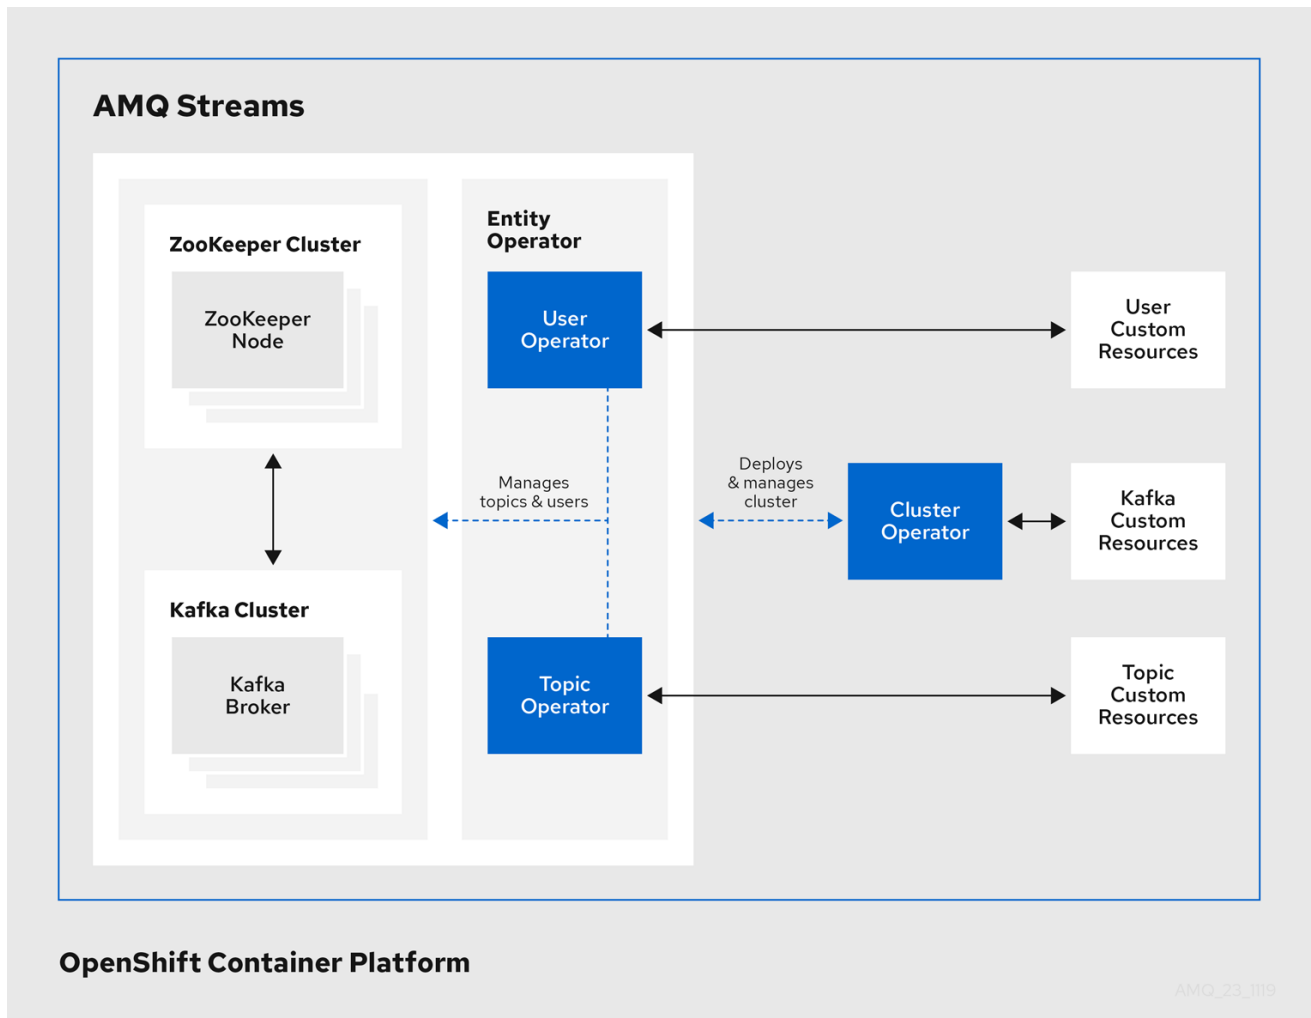 AMQ Streams
ZooKeeper Cluster
ZooKeeper
Node
Kafka Cluster
Kafka
Broker
Entity
Operator
User
Operator
Manages
topics & users
Topic
Operator
Deploys
& manages
cluster
Cluster
Operator
User
Custom
Resources
Kafka
Custom
Resources
Topic
Custom
Resources
OpenShift Container Platform
AMQ_23_1119